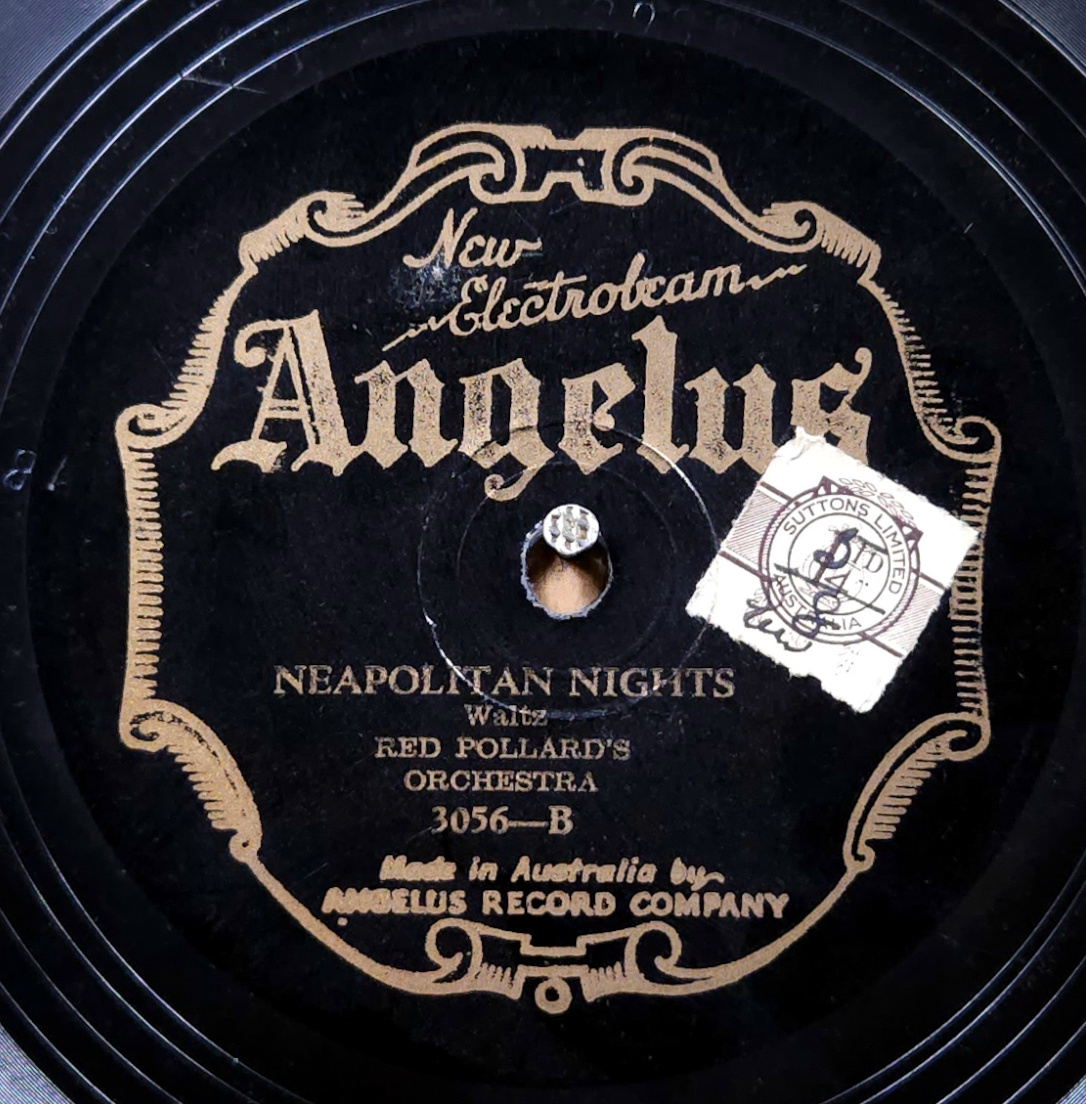 New
Electrobeam
Angelus
SUTTONS LIMITED
AUSTRALIA
NEAPOLITAN NIGHTS
Waltz
RED POLLARD'S
ORCHESTRA
3056—B
Made in Australia by
ANGELUS RECORD COMPANY